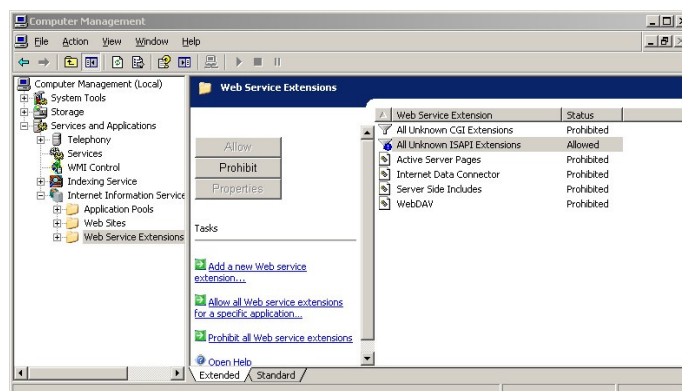 Computer Management
File Action View Window Help
Computer Management (Local)
System Tools
Storage
Services and Applications
Telephony
Services
WMI Control
Indexing Service
Internet Information Service
Application Pools
Web Sites
Web Service Extensions
Web Service Extensions
Allow
Prohibit
Properties
Tasks
Add a new Web service
extension...
Allow all Web service extensions
for a specific application...
Prohibit all Web service extensions
Open Help
Web Service Extension Status
All Unknown CGI Extensions Prohibited
All Unknown ISAPI Extensions Allowed
Active Server Pages Prohibited
Internet Data Connector Prohibited
Server Side Includes Prohibited
WebDAV Prohibited
Extended Standard